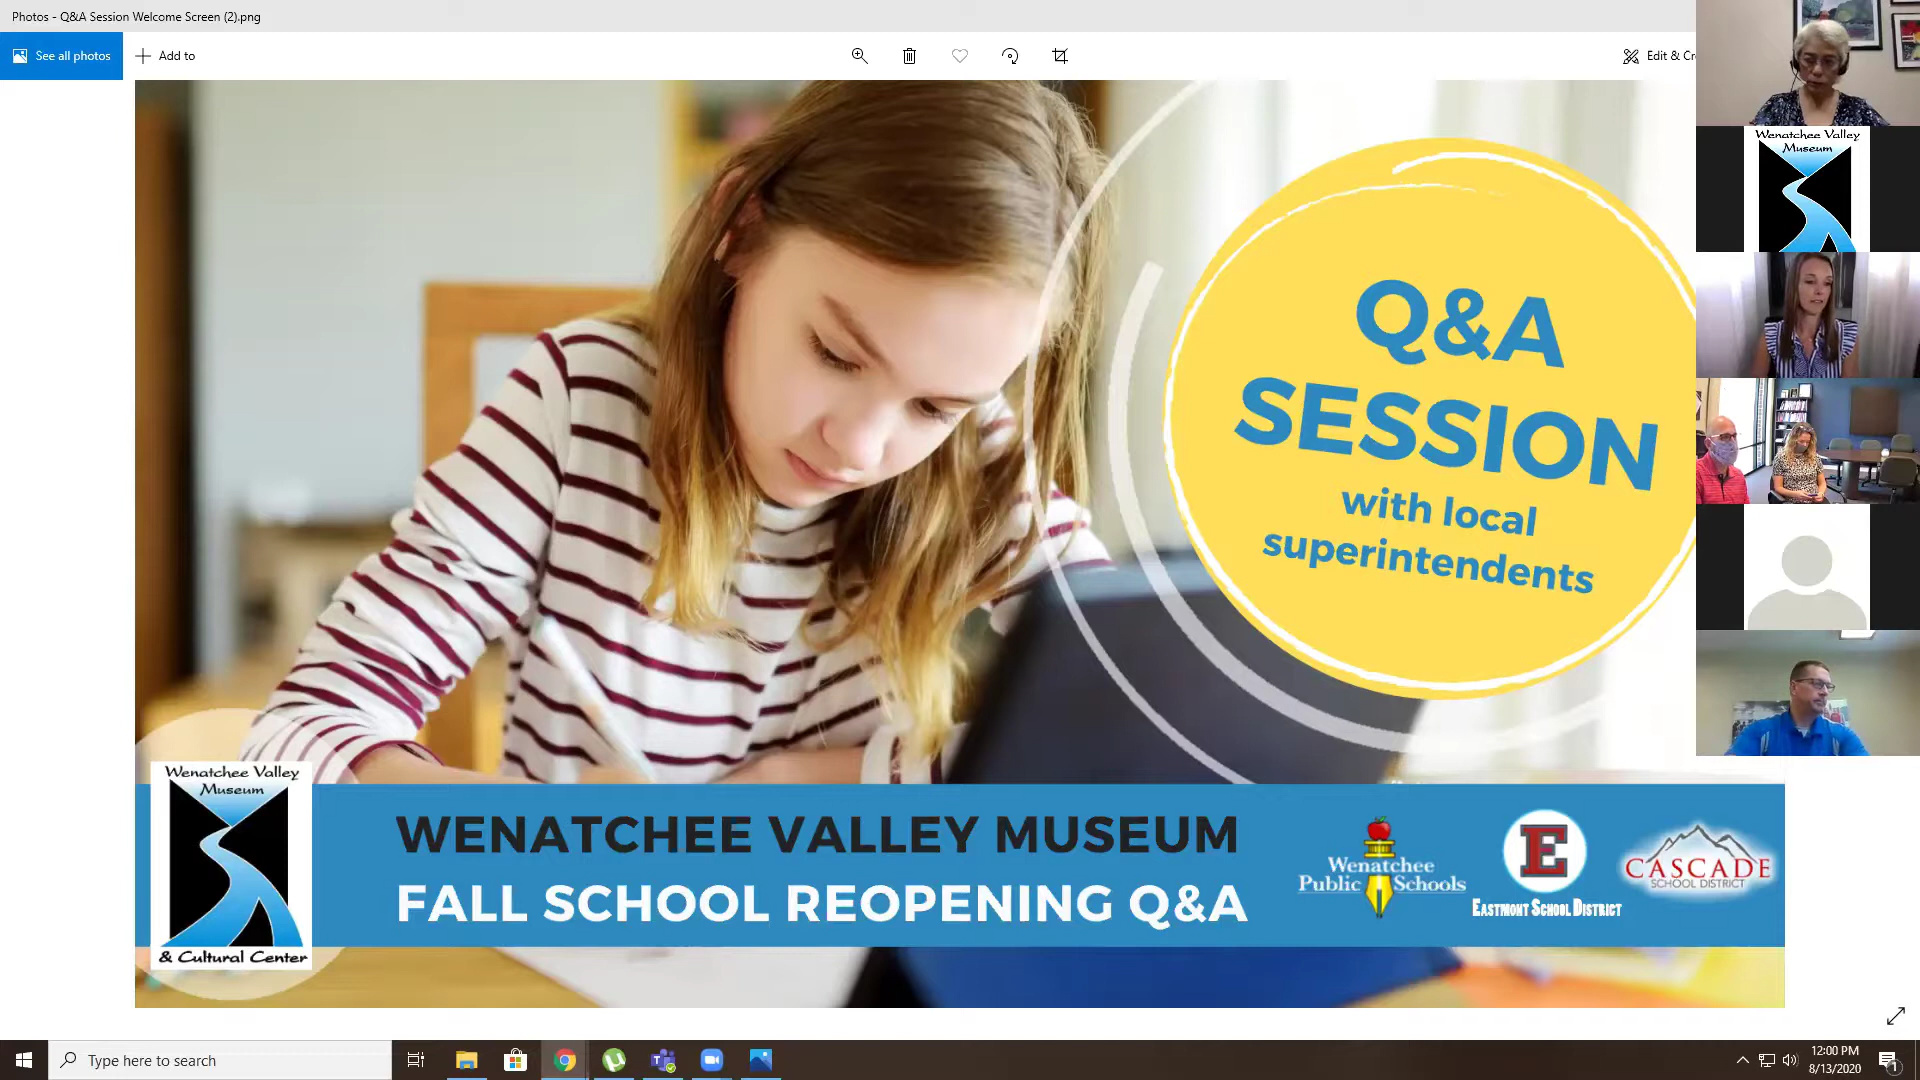 Photos - Q&A Session Welcome Screen (2).png
See all photos
Add to
Edit & Cr
Wenatchee Valley
Museum
Q&A
SESSION
with local
superintendents
Wenatchee Valley
Museum
& Cultural Center
WENATCHEE VALLEY MUSEUM
FALL SCHOOL REOPENING Q&A
Wenatchee
Public Schools
E
EASTMONT SCHOOL DISTRICT
CASCADE
SCHOOL DISTRICT
Type here to search
12:00 PM
8/13/2020
1